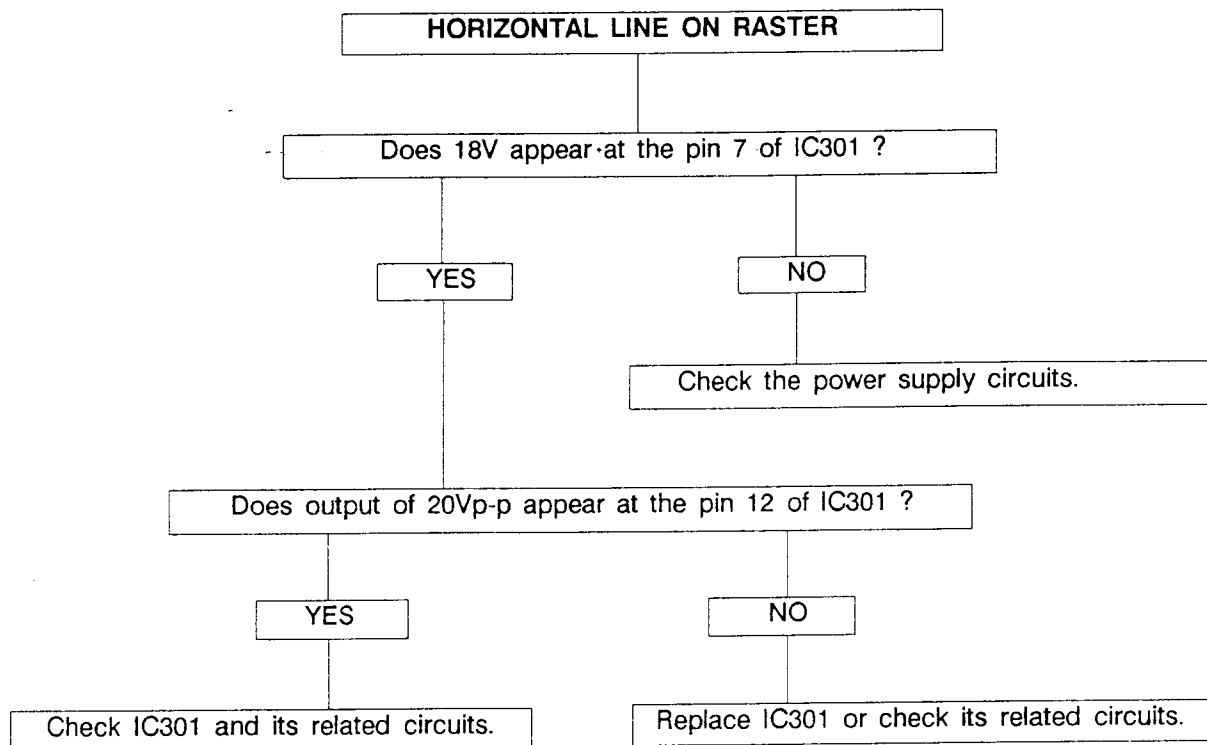 HORIZONTAL LINE ON RASTER
Does 18V appear at the pin 7 of IC301 ?
YES
NO
Check the power supply circuits.
Does output of 20Vp-p appear at the pin 12 of IC301 ?
YES
NO
Check IC301 and its related circuits.
Replace IC301 or check its related circuits.